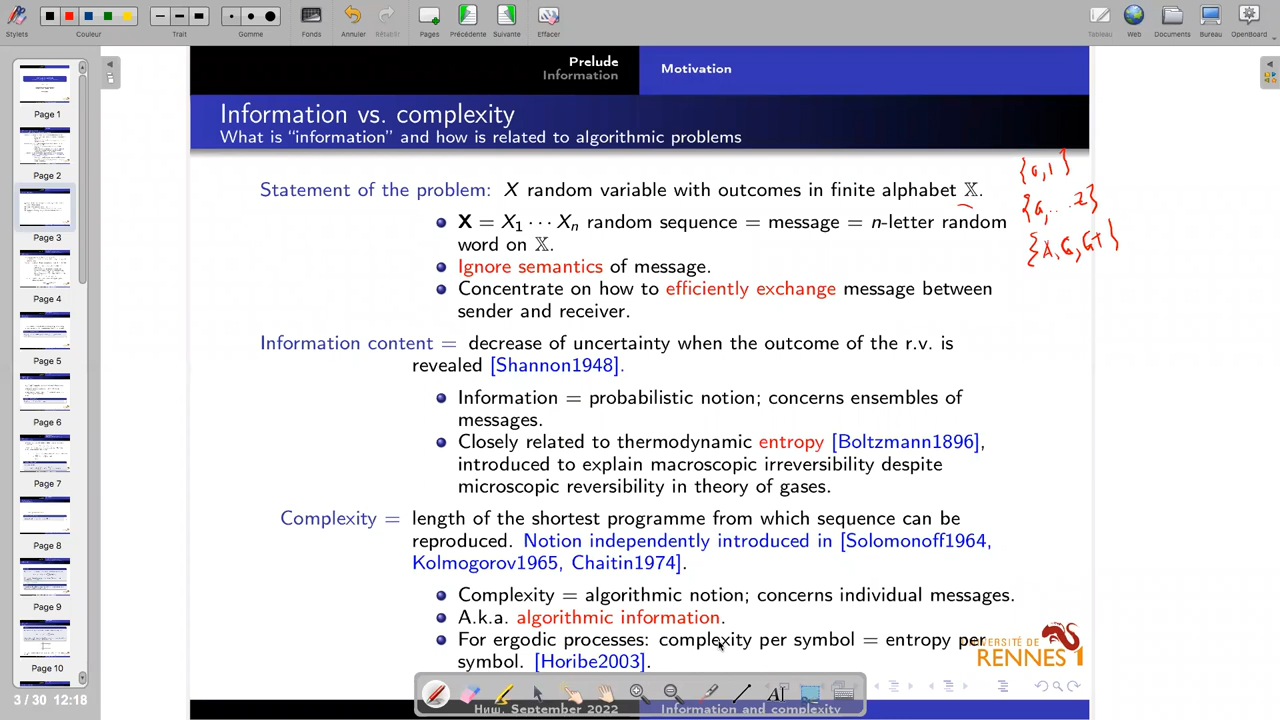 Stylets
Couleur
Trait
Gomme
Fonds
Annuler
Rétablir
Pages
Précédente
Suivante
Effacer
Tableau
Web
Documents
Bureau
OpenBoard
Page 1
Page 2
Page 3
Page 4
Page 5
Page 6
Page 7
Page 8
Page 9
Page 10
3 / 30 12:18
Prelude
Information
Motivation
Information vs. complexity
What is “information” and how is it related to algorithmic problems
Statement of the problem: X random variable with outcomes in finite alphabet 𝕏.
X = X₁ ⋯ Xₙ random sequence = message = n-letter random
word on 𝕏.
Ignore semantics of message.
Concentrate on how to efficiently exchange message between
sender and receiver.
Information content = decrease of uncertainty when the outcome of the r.v. is
revealed [Shannon1948].
Information = probabilistic notion; concerns ensembles of
messages.
Closely related to thermodynamic entropy [Boltzmann1896],
introduced to explain macroscopic irreversibility despite
microscopic reversibility in theory of gases.
Complexity = length of the shortest programme from which sequence can be
reproduced. Notion independently introduced in [Solomonoff1964,
Kolmogorov1965, Chaitin1974].
Complexity = algorithmic notion; concerns individual messages.
a.k.a. algorithmic information.
For ergodic processes: complexity per symbol = entropy per
symbol. [Horibe2003].
{0,1}
{a,...z}
UNIVERSITÉ DE
RENNES 1
Ниш, September 2022
Information and complexity